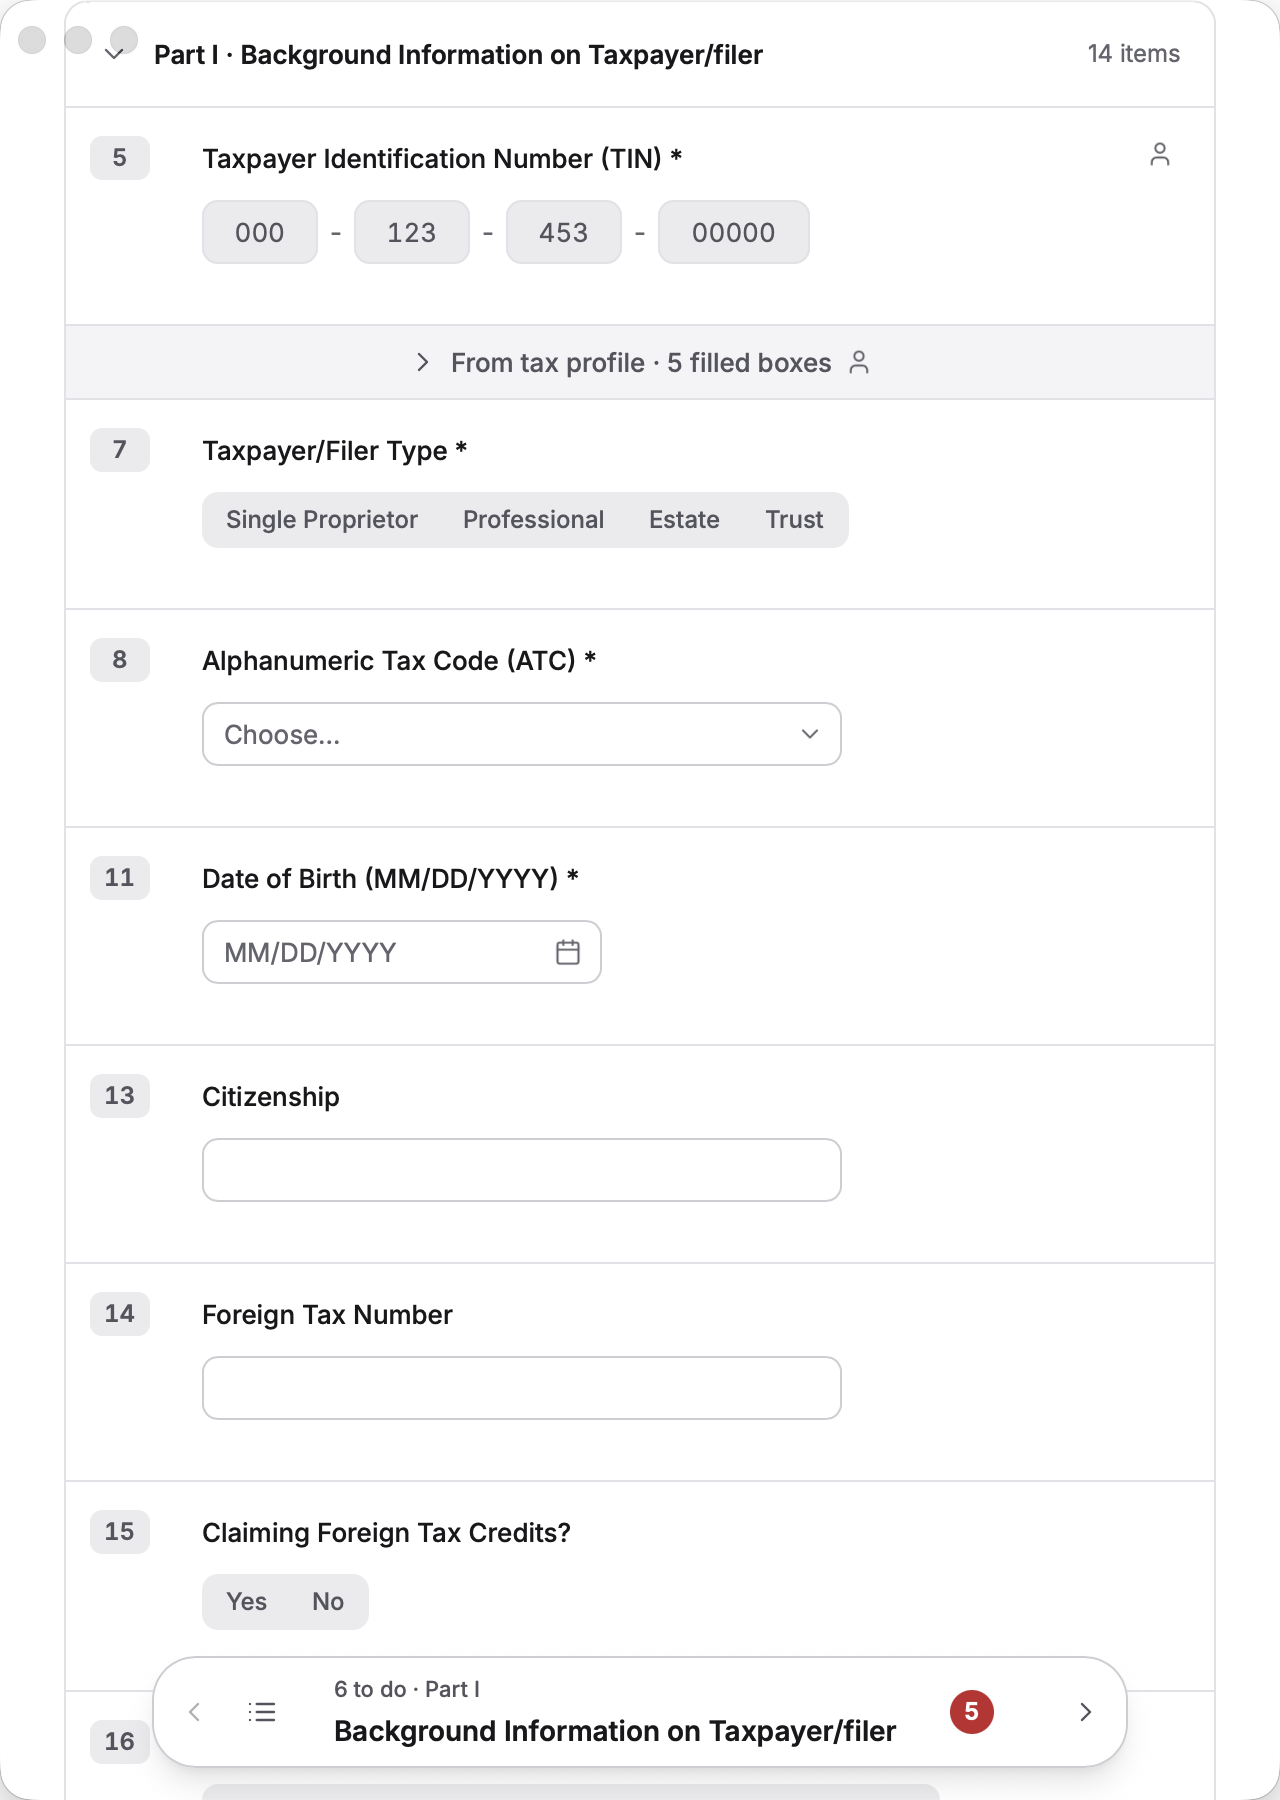 Part I · Background Information on Taxpayer/filer
14 items
5
Taxpayer Identification Number (TIN) *
000 - 123 - 453 - 00000
From tax profile · 5 filled boxes
7
Taxpayer/Filer Type *
Single Proprietor Professional Estate Trust
8
Alphanumeric Tax Code (ATC) *
Choose...
11
Date of Birth (MM/DD/YYYY) *
MM/DD/YYYY
13
Citizenship
14
Foreign Tax Number
15
Claiming Foreign Tax Credits?
Yes No
16
6 to do · Part I
Background Information on Taxpayer/filer
5